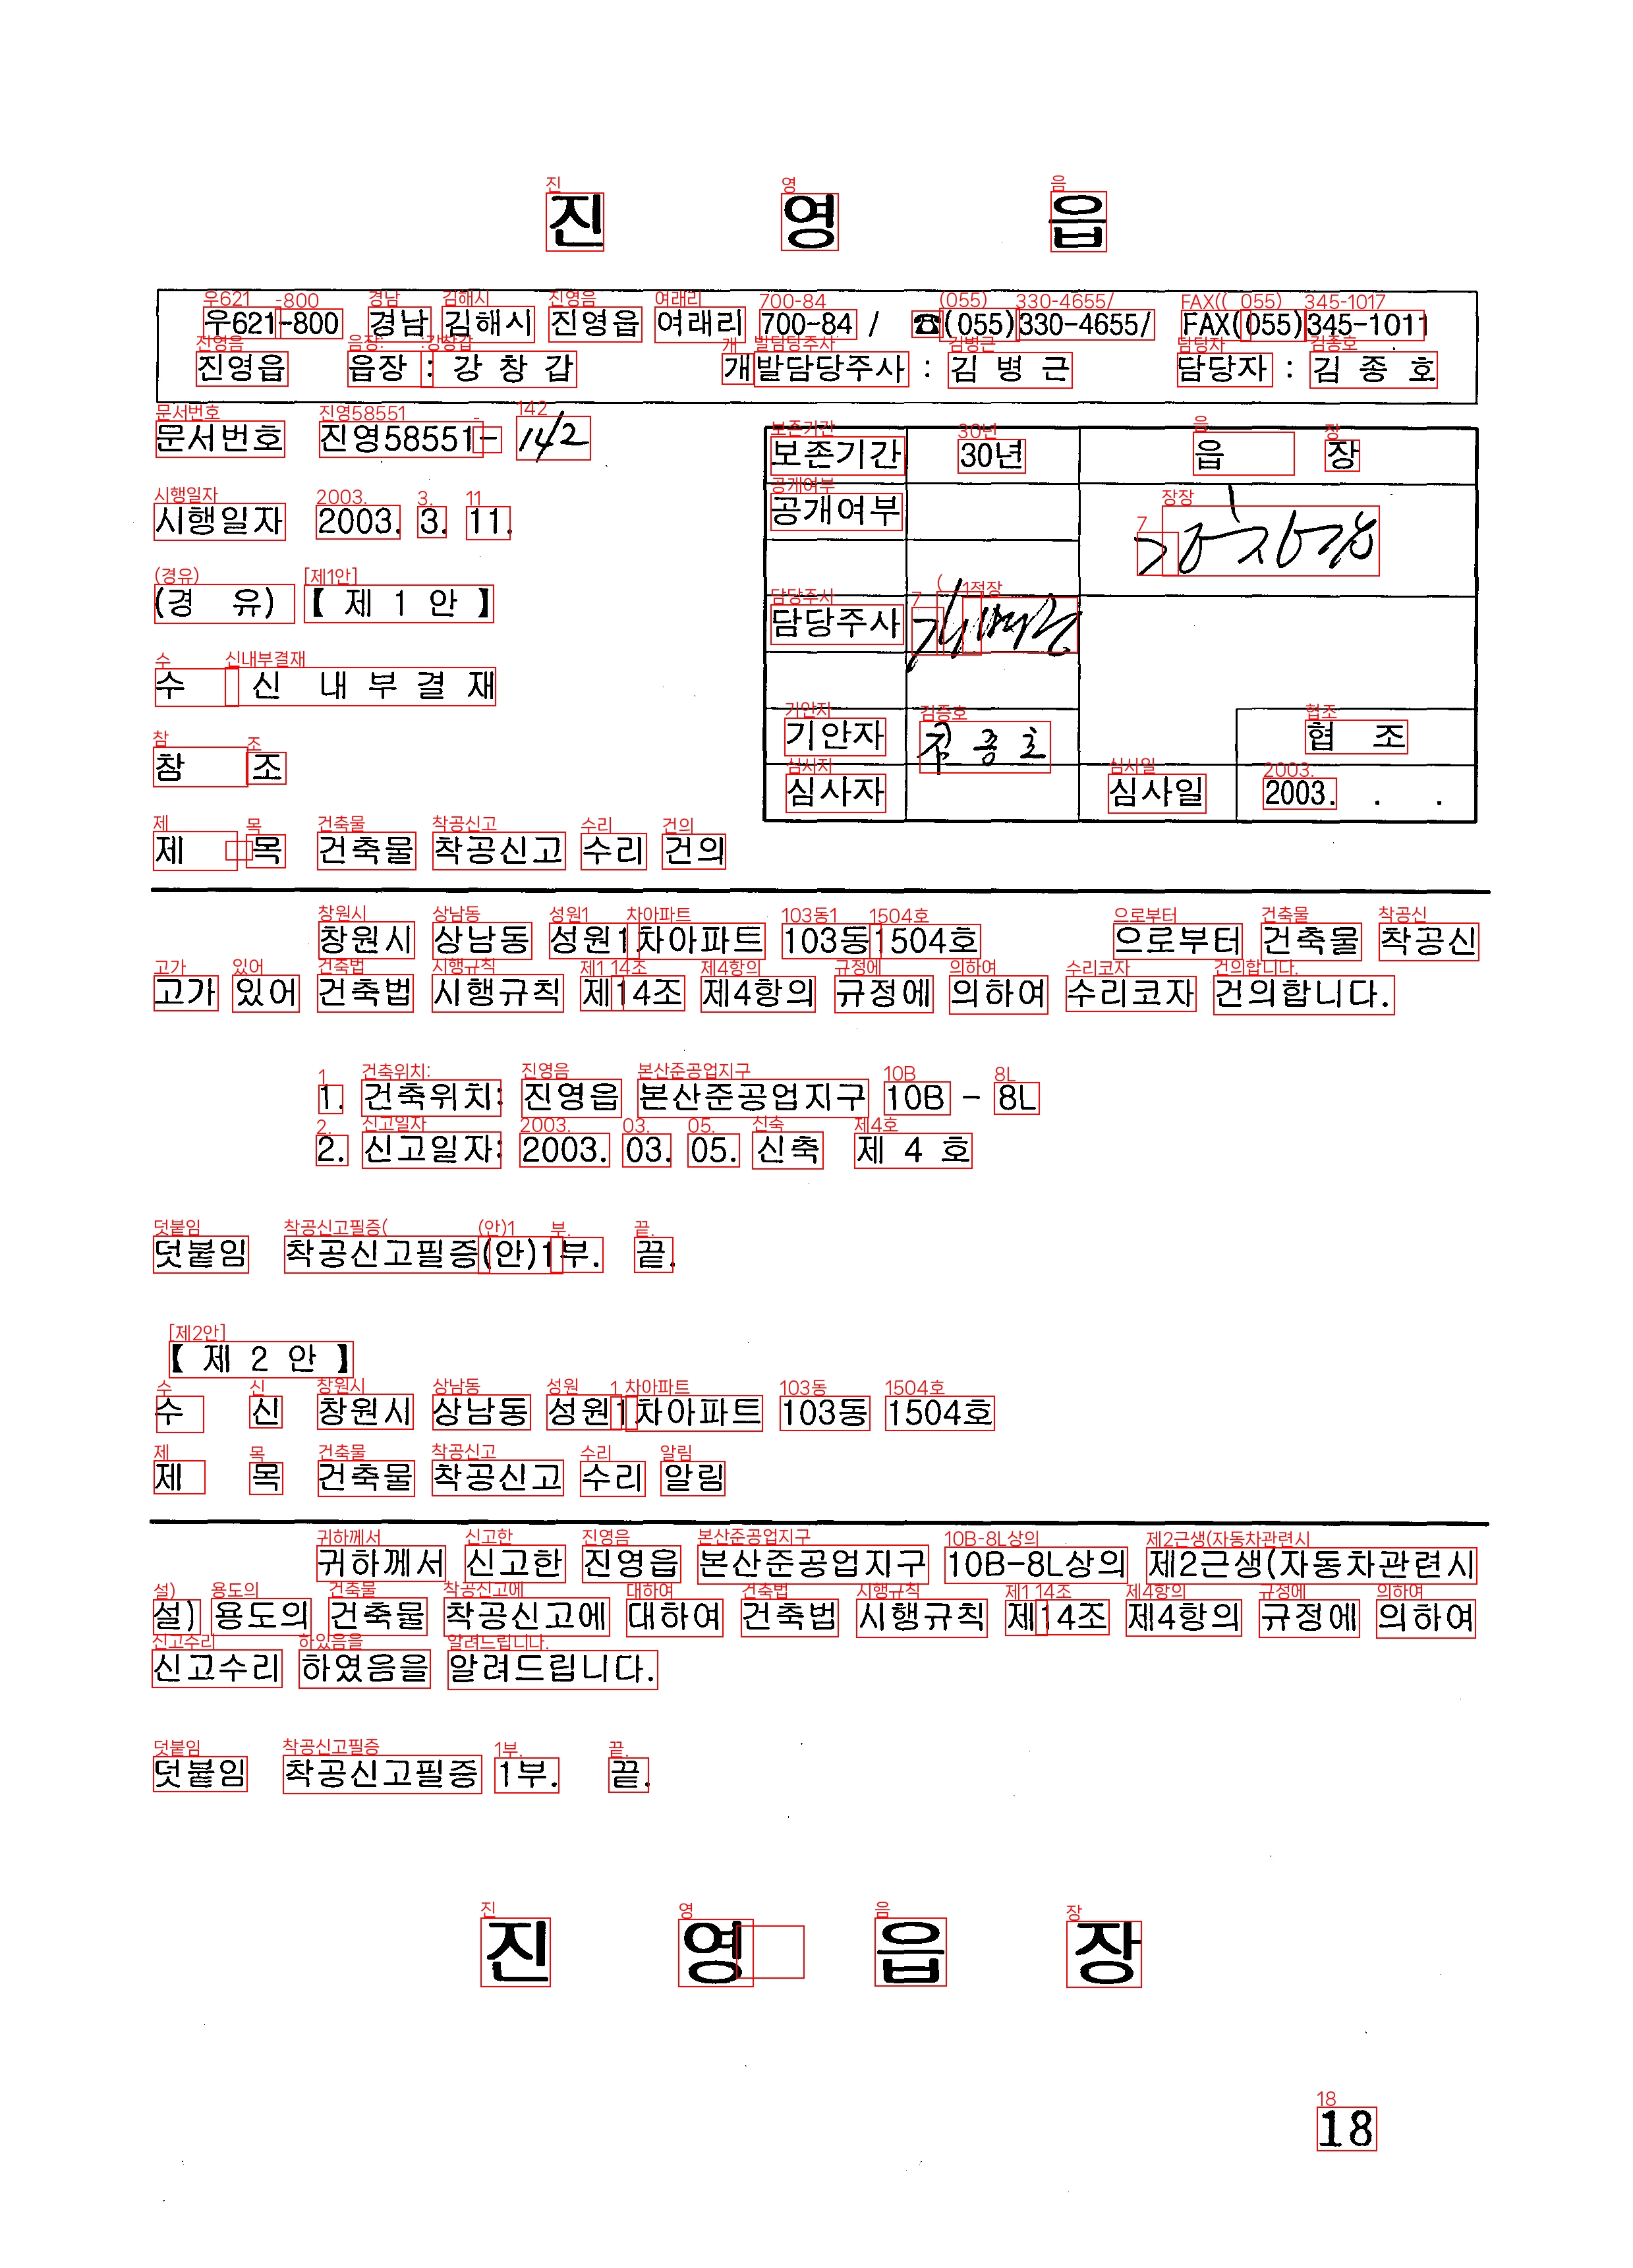 진 영 읍
우621-800 경남 김해시 진영읍 여래리 700-84 / ☎(055)330-4655/ FAX(055)345-1011
진영읍 읍장 : 강 창 갑 개발담당주사 : 김 병 근 담당자 : 김 종 호
문서번호 진영58551- 142
시행일자 2003. 3. 11.
(경 유) 【 제 1 안 】
수 신 내 부 결 재
참 조
제 목 건축물 착공신고 수리 건의
보존기간 30년 읍 장
공개여부
담당주사
기안자 김종호 협 조
심사자 심사일 2003. . .
창원시 상남동 성원1차아파트 103동1504호 으로부터 건축물 착공신
고가 있어 건축법 시행규칙 제14조 제4항의 규정에 의하여 수리코자 건의합니다.
1. 건축위치: 진영읍 본산준공업지구 10B - 8L
2. 신고일자: 2003. 03. 05. 신축 제 4 호
덧붙임 착공신고필증(안)1부. 끝.
【 제 2 안 】
수 신 창원시 상남동 성원1차아파트 103동 1504호
제 목 건축물 착공신고 수리 알림
귀하께서 신고한 진영읍 본산준공업지구 10B-8L상의 제2근생(자동차관련시
설) 용도의 건축물 착공신고에 대하여 건축법 시행규칙 제14조 제4항의 규정에 의하여
신고수리 하였음을 알려드립니다.
덧붙임 착공신고필증 1부. 끝.
진 영 읍 장
18